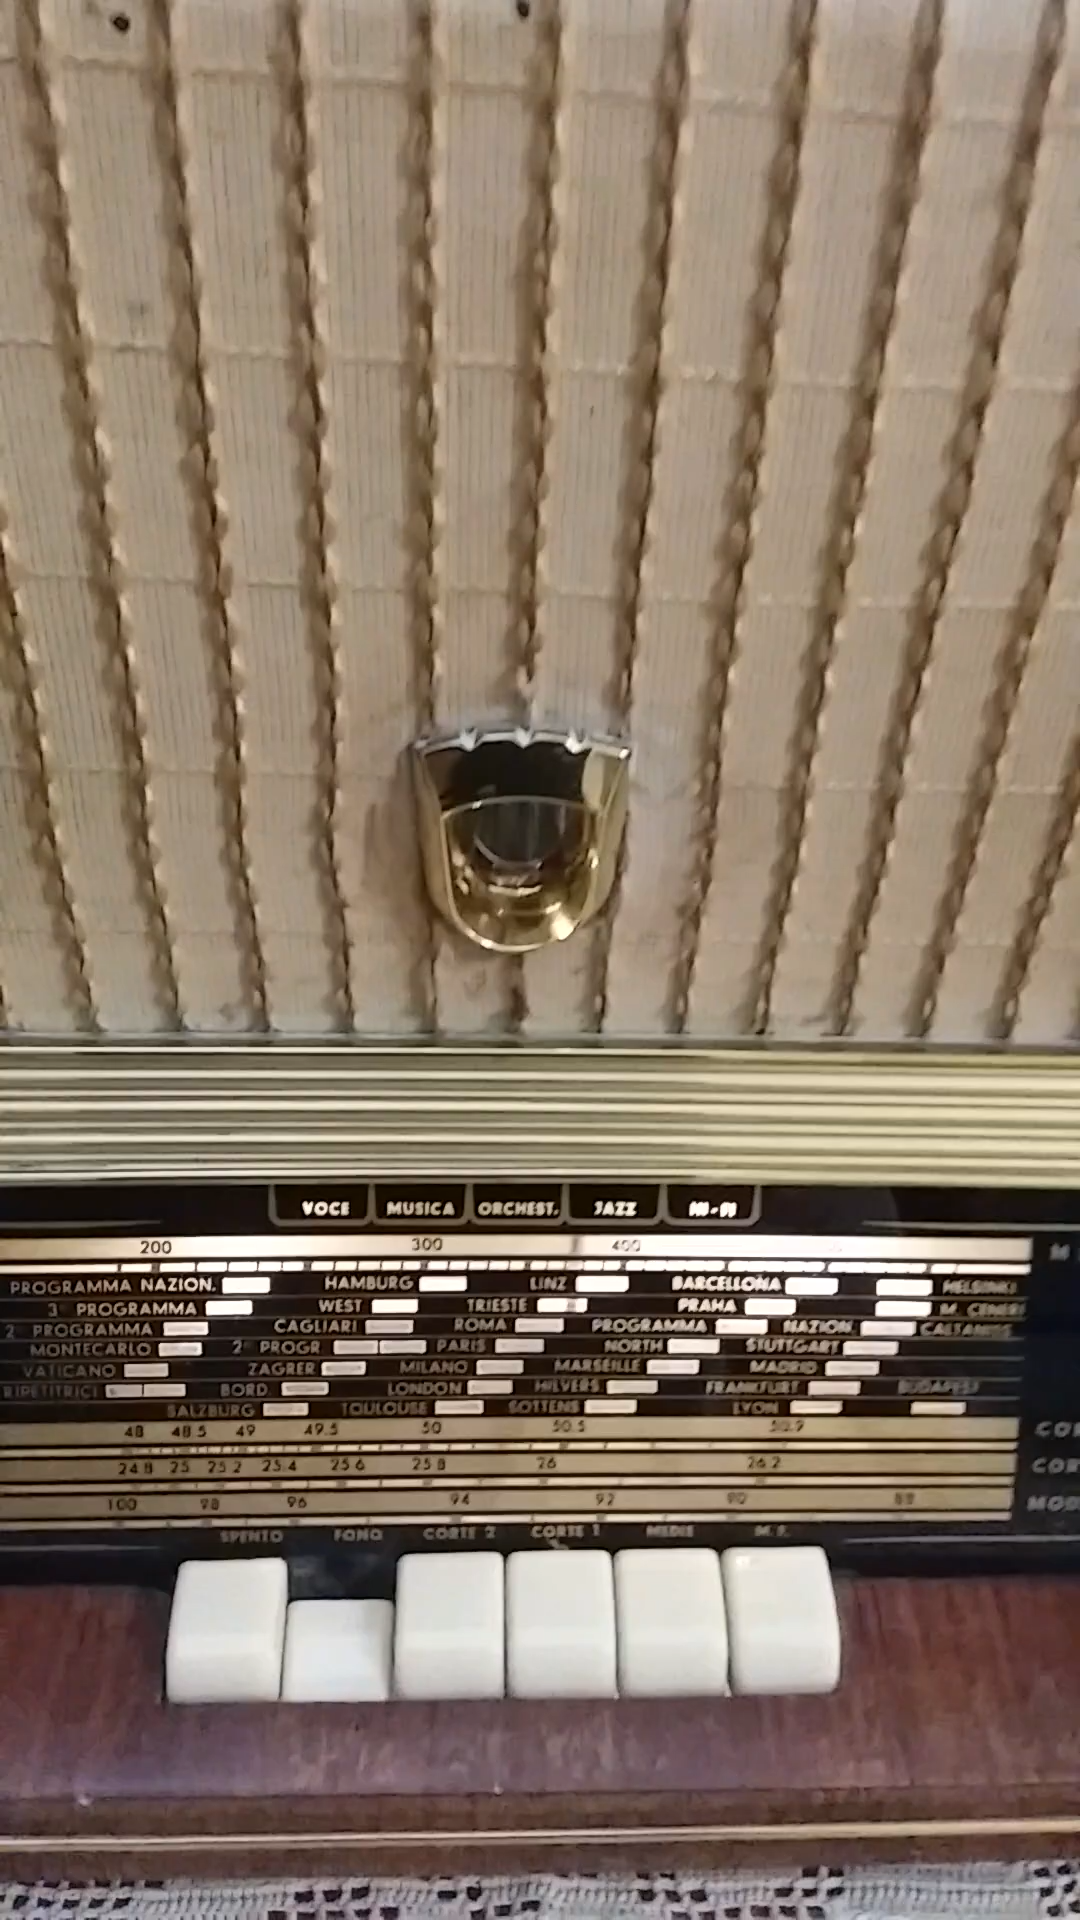 VOCE MUSICA ORCHEST. JAZZ HI-FI
200 300 400
PROGRAMMA NAZION. HAMBURG LINZ BARCELLONA HELSINKI
3° PROGRAMMA WEST TRIESTE PRAHA M. CENERI
2° PROGRAMMA CAGLIARI ROMA PROGRAMMA NAZION.
MONTECARLO 2° PROGR PARIS NORTH STUTTGART
VATICANO ZAGREB MILANO MARSEILLE MADRID
RIPETITRICI BORD. LONDON HILVERS FRANKFURT BUDAPEST
SALZBURG TOULOUSE SOTTENS LYON
48 48.5 49 49.5 50 50.5 50.9
24.8 25 25.2 25.4 25.6 25.8 26 26.2
100 98 96 94 92 90 88
SPENTO FONO CORTE 2 CORTE 1 MEDIE M.F.